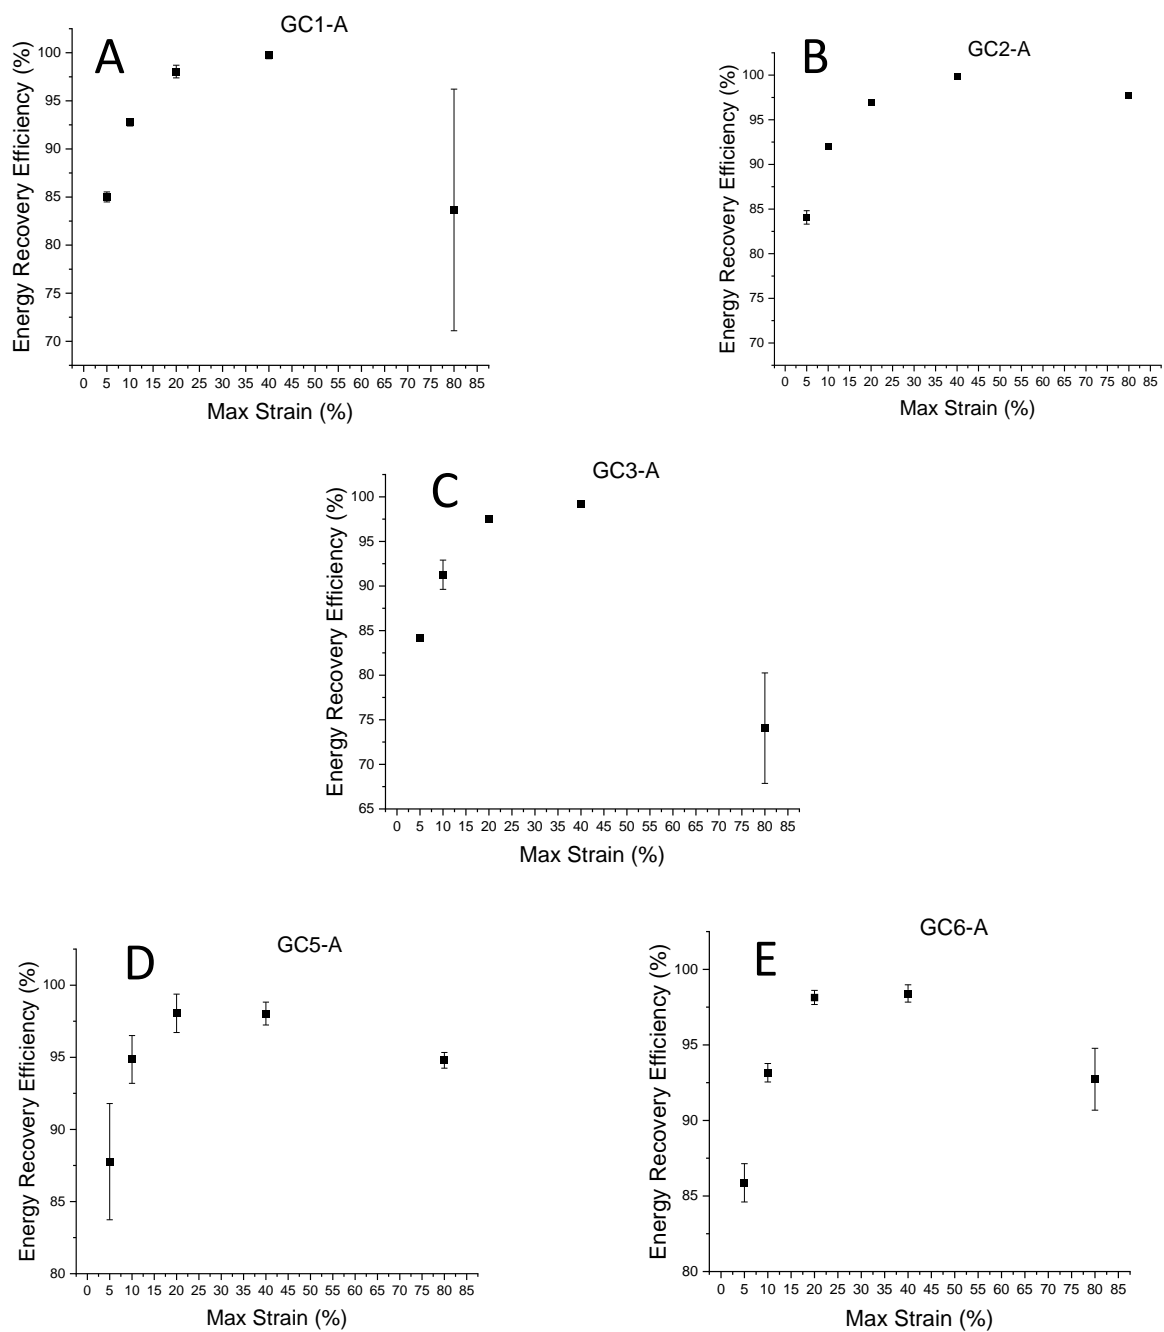 GC1-A
A
Energy Recovery Efficiency (%)
100
95
90
85
80
75
70
0 5 10 15 20 25 30 35 40 45 50 55 60 65 70 75 80 85
Max Strain (%)
GC2-A
B
Energy Recovery Efficiency (%)
100
95
90
85
80
75
70
0 5 10 15 20 25 30 35 40 45 50 55 60 65 70 75 80 85
Max Strain (%)
GC3-A
C
Energy Recovery Efficiency (%)
100
95
90
85
80
75
70
65
0 5 10 15 20 25 30 35 40 45 50 55 60 65 70 75 80 85
Max Strain (%)
GC5-A
D
Energy Recovery Efficiency (%)
100
95
90
85
80
0 5 10 15 20 25 30 35 40 45 50 55 60 65 70 75 80 85
Max Strain (%)
GC6-A
E
Energy Recovery Efficiency (%)
100
95
90
85
80
0 5 10 15 20 25 30 35 40 45 50 55 60 65 70 75 80 85
Max Strain (%)